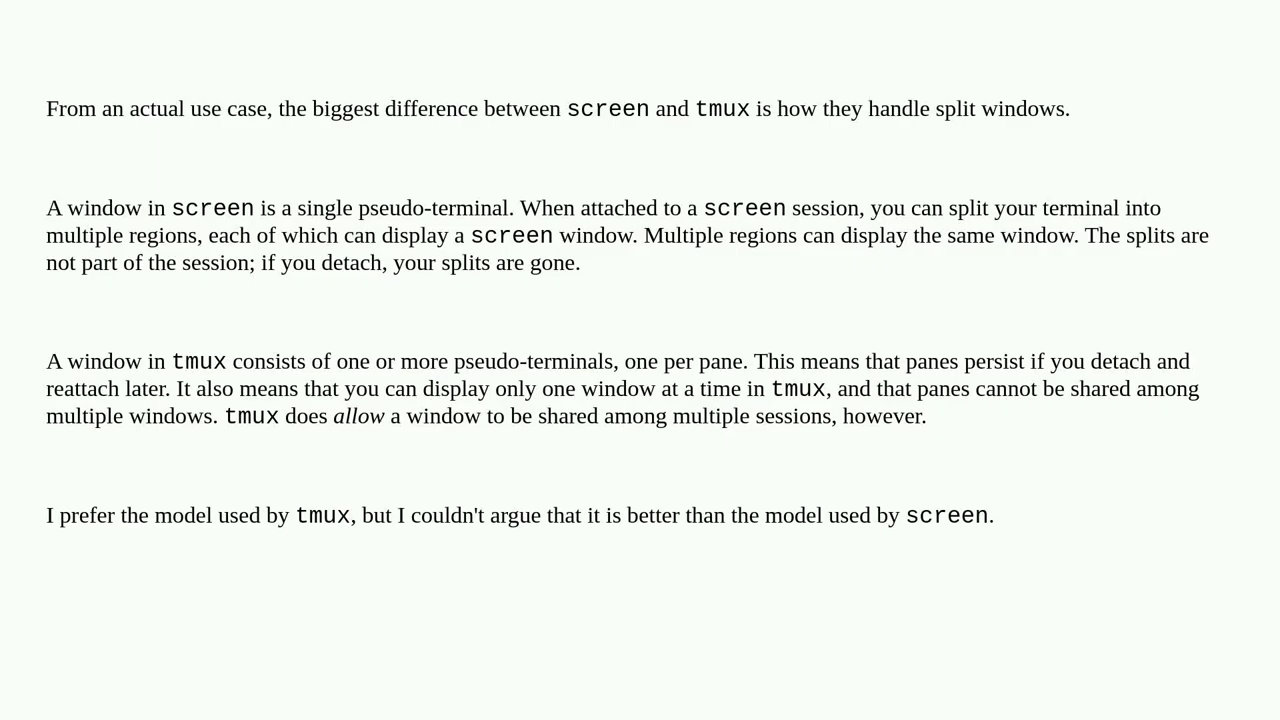 From an actual use case, the biggest difference between screen and tmux is how they handle split windows.
A window in screen is a single pseudo-terminal. When attached to a screen session, you can split your terminal into
multiple regions, each of which can display a screen window. Multiple regions can display the same window. The splits are
not part of the session; if you detach, your splits are gone.
A window in tmux consists of one or more pseudo-terminals, one per pane. This means that panes persist if you detach and
reattach later. It also means that you can display only one window at a time in tmux, and that panes cannot be shared among
multiple windows. tmux does allow a window to be shared among multiple sessions, however.
I prefer the model used by tmux, but I couldn't argue that it is better than the model used by screen.